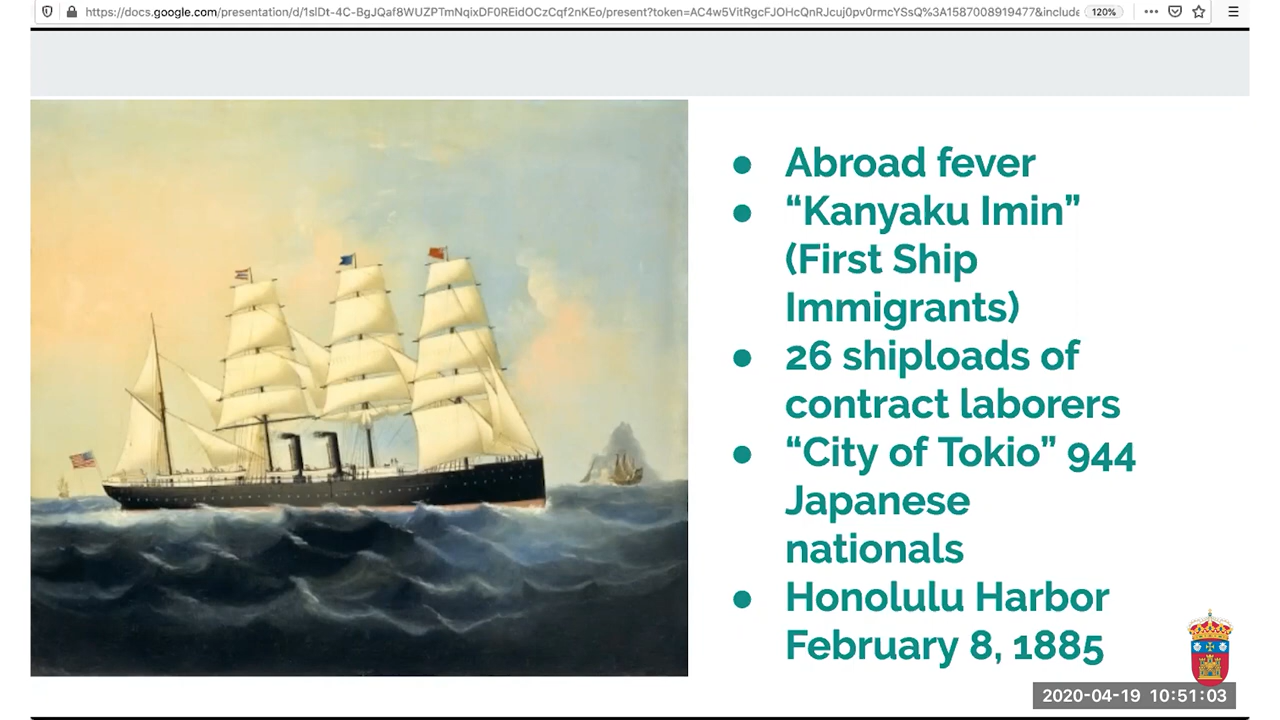 https://docs.google.com/presentation/d/1slDt-4C-BgJQaf8WUZPTmNqixDF0REidOCzCqf2nKEo/present?token=AC4w5VitRgcFJOHcQnRJcuj0pv0rmcYSsQ%3A1587008919477&include 120%
● Abroad fever
● “Kanyaku Imin”
(First Ship
Immigrants)
● 26 shiploads of
contract laborers
● “City of Tokio” 944
Japanese
nationals
● Honolulu Harbor
February 8, 1885
2020-04-19 10:51:03